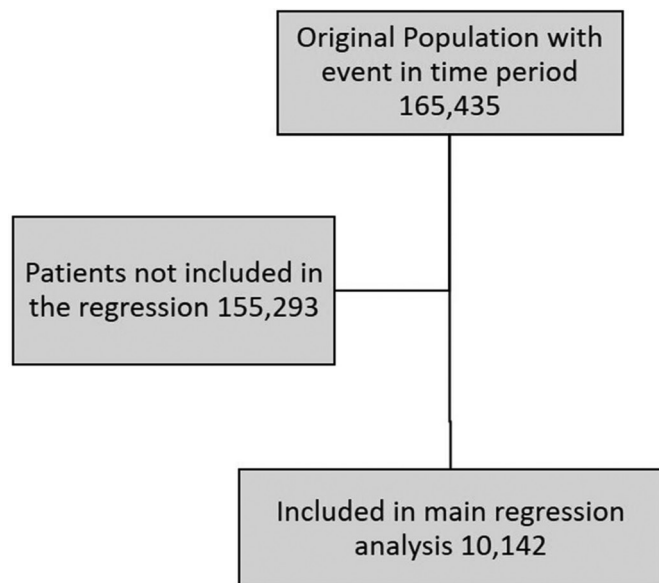 Original Population with
event in time period
165,435
Patients not included in
the regression 155,293
Included in main regression
analysis 10,142